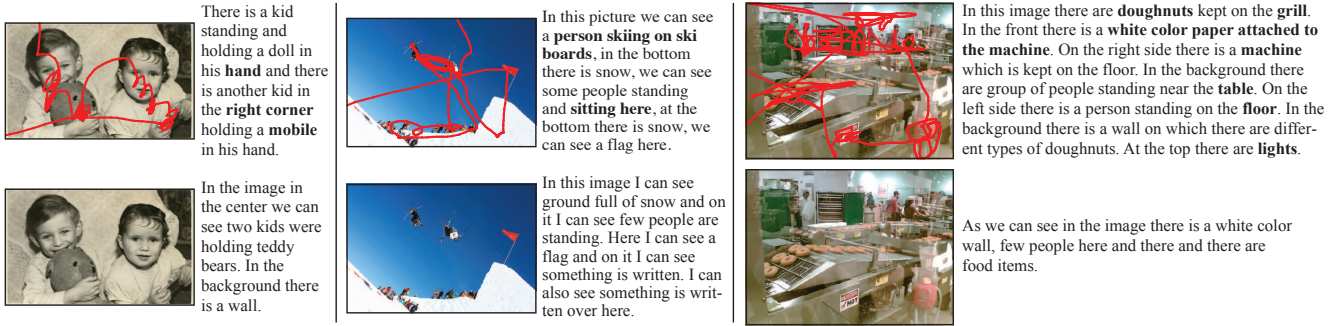 There is a kid
standing and
holding a doll in
his hand and there
is another kid in
the right corner
holding a mobile
in his hand.
In the image in
the center we can
see two kids were
holding teddy
bears. In the
background there
is a wall.
In this picture we can see
a person skiing on ski
boards, in the bottom
there is snow, we can see
some people standing
and sitting here, at the
bottom there is snow, we
can see a flag here.
In this image I can see
ground full of snow and on
it I can see few people are
standing. Here I can see a
flag and on it I can see
something is written. I can
also see something is writ-
ten over here.
In this image there are doughnuts kept on the grill.
In the front there is a white color paper attached to
the machine. On the right side there is a machine
which is kept on the floor. In the background there
are group of people standing near the table. On the
left side there is a person standing on the floor. In the
background there is a wall on which there are differ-
ent types of doughnuts. At the top there are lights.
As we can see in the image there is a white color
wall, few people here and there and there are
food items.
HOT